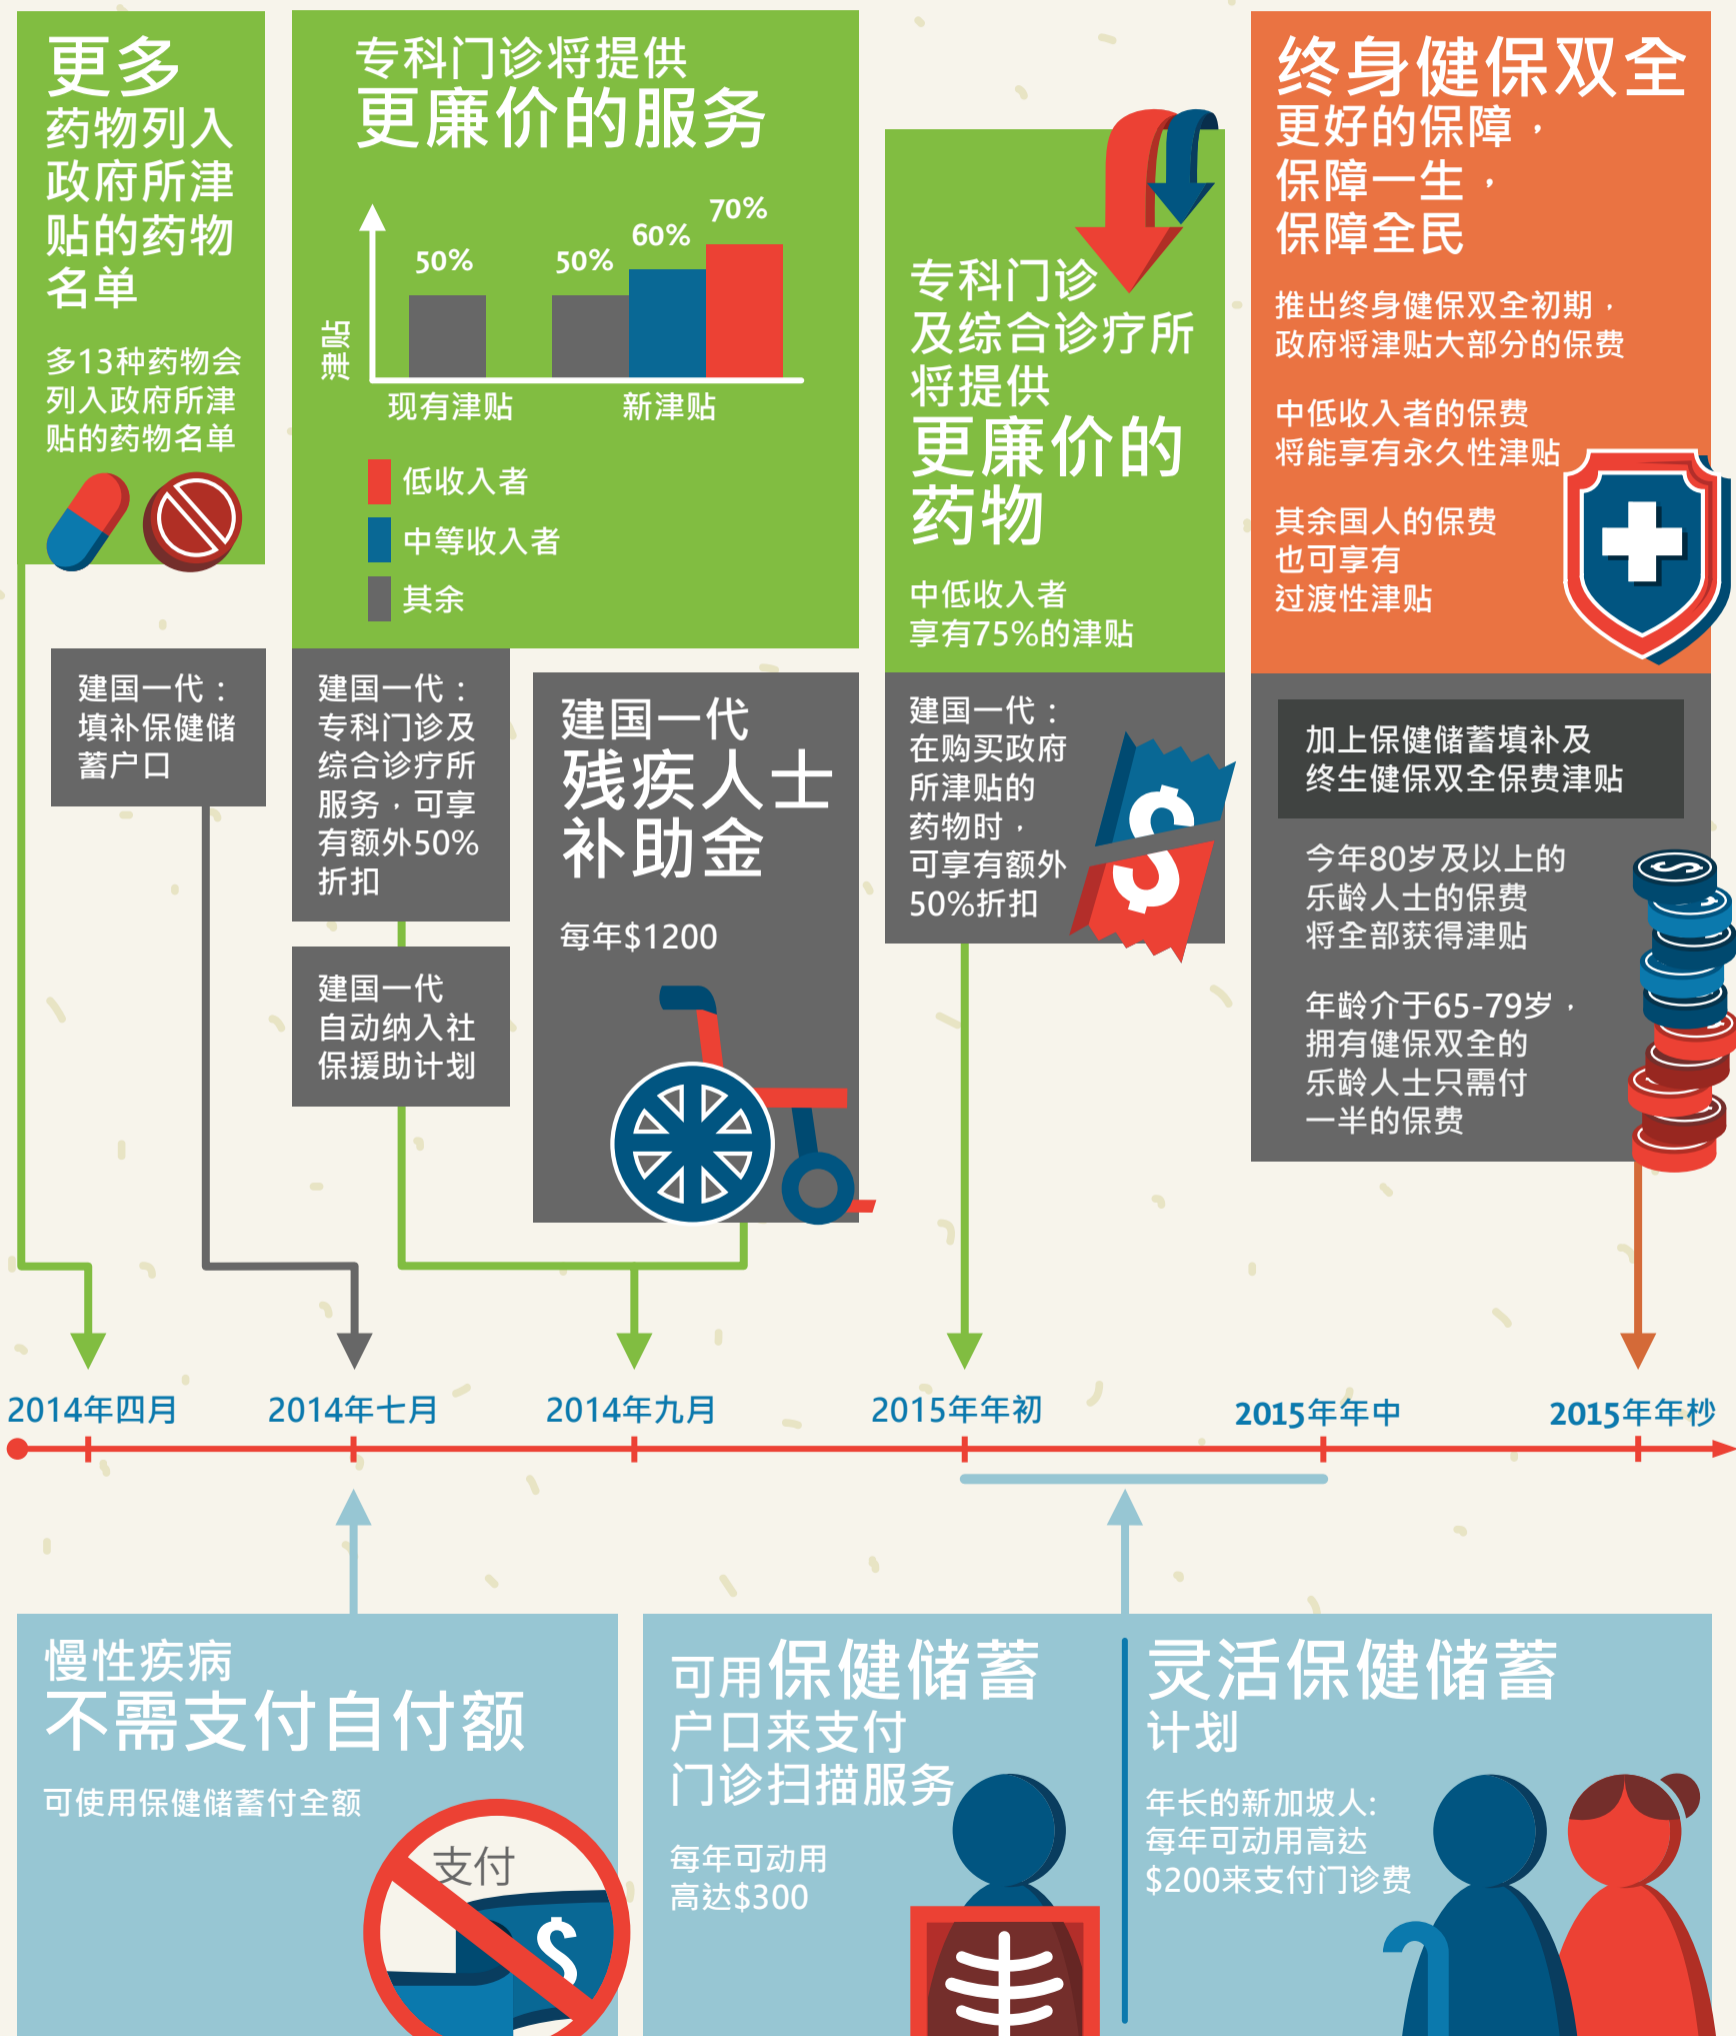 更多
药物列入
政府所津
贴的药物
名单
多13种药物会
列入政府所津
贴的药物名单
专科门诊将提供
更廉价的服务
津贴
50%
50%
60%
70%
现有津贴
新津贴
低收入者
中等收入者
其余
专科门诊
及综合诊疗所
将提供
更廉价的
药物
中低收入者
享有75%的津贴
终身健保双全
更好的保障，
保障一生，
保障全民
推出终身健保双全初期，
政府将津贴大部分的保费
中低收入者的保费
将能享有永久性津贴
其余国人的保费
也可享有
过渡性津贴
建国一代：
填补保健储
蓄户口
建国一代：
专科门诊及
综合诊疗所
服务，可享
有额外50%
折扣
建国一代
自动纳入社
保援助计划
建国一代
残疾人士
补助金
每年$1200
建国一代：
在购买政府
所津贴的
药物时，
可享有额外
50%折扣
$
$
加上保健储蓄填补及
终生健保双全保费津贴
今年80岁及以上的
乐龄人士的保费
将全部获得津贴
年龄介于65-79岁，
拥有健保双全的
乐龄人士只需付
一半的保费
$
2014年四月
2014年七月
2014年九月
2015年年初
2015年年中
2015年年杪
慢性疾病
不需支付自付额
可使用保健储蓄付全额
支付
$
可用保健储蓄
户口来支付
门诊扫描服务
每年可动用
高达$300
灵活保健储蓄
计划
年长的新加坡人:
每年可动用高达
$200来支付门诊费